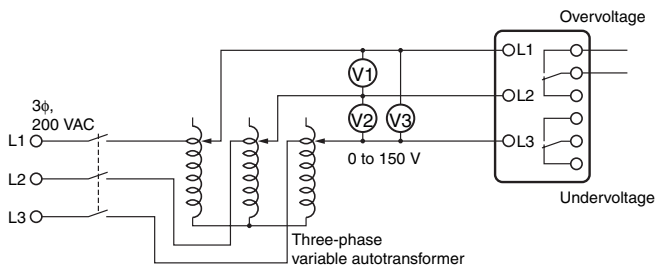 Overvoltage
L1
V1
L2
V2
V3
L3
0 to 150 V
Undervoltage
3ϕ,
200 VAC
L1
L2
L3
Three-phase
variable autotransformer